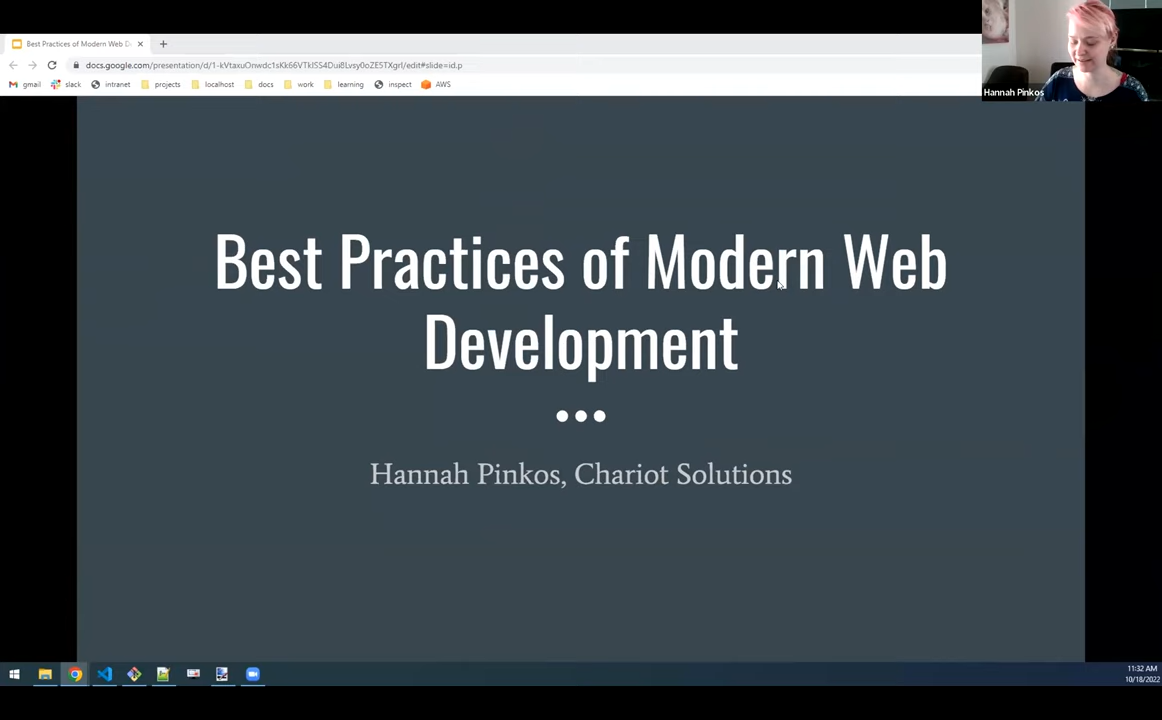 Best Practices of Modern Web D
docs.google.com/presentation/d/1-kVtaxuOnwdc1sKk66VTklSS4Dui8Lvsy0oZE5TXgrI/edit#slide=id.p
gmail slack intranet projects localhost docs work learning inspect AWS
Hannah Pinkos
Best Practices of Modern Web
Development
Hannah Pinkos, Chariot Solutions
11:32 AM
10/18/2022